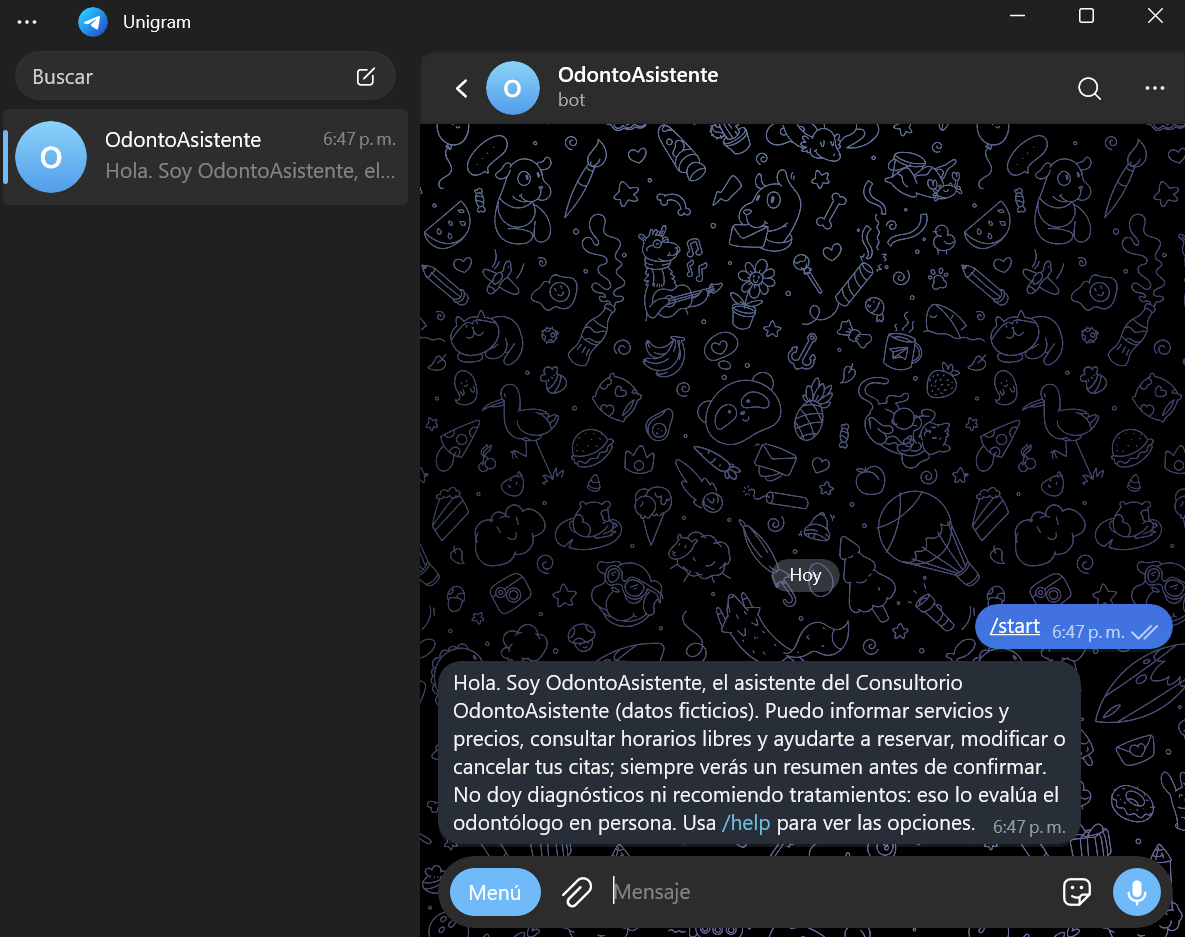 Unigram
Buscar
O
OdontoAsistente
6:47 p. m.
Hola. Soy OdontoAsistente, el...
O
OdontoAsistente
bot
Hoy
/start 6:47 p. m.
Hola. Soy OdontoAsistente, el asistente del Consultorio
OdontoAsistente (datos ficticios). Puedo informar servicios y
precios, consultar horarios libres y ayudarte a reservar, modificar o
cancelar tus citas; siempre verás un resumen antes de confirmar.
No doy diagnósticos ni recomiendo tratamientos: eso lo evalúa el
odontólogo en persona. Usa /help para ver las opciones. 6:47 p. m.
Menú
Mensaje